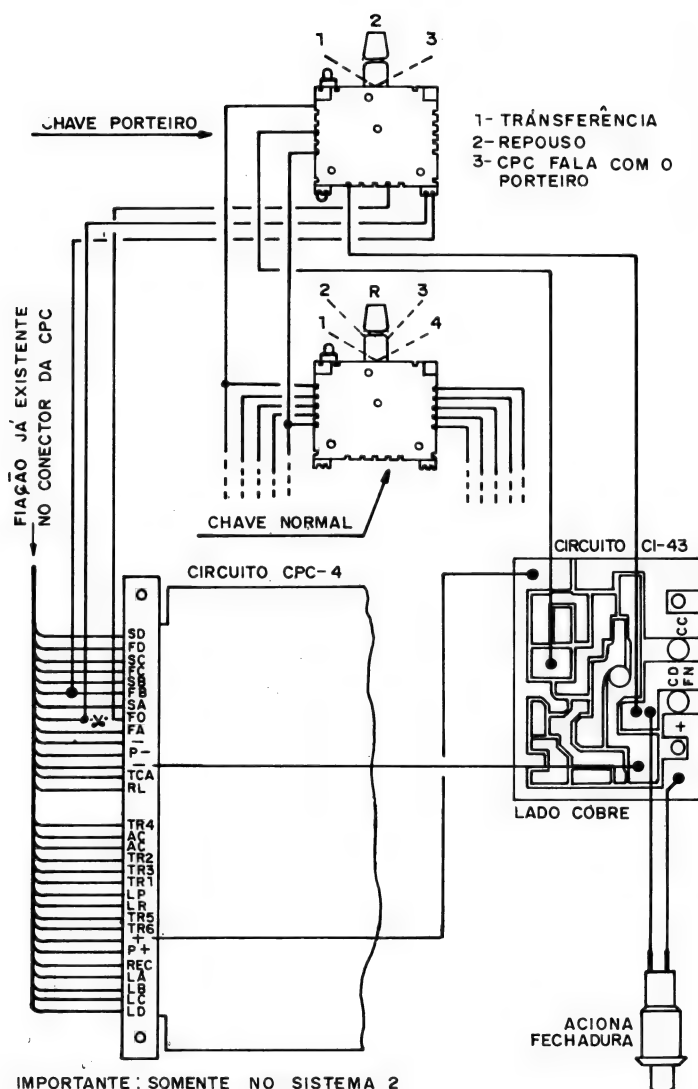 1 2 3
CHAVE PORTEIRO
1- TRÁNSFERÊNCIA
2- REPOUSO
3- CPC FALA COM O
PORTEIRO
2 R 3
1 4
FIAÇÃO JÁ EXISTENTE
NO CONECTOR DA CPC
CHAVE NORMAL
CIRCUITO CPC-4
CIRCUITO CI-43
SD
FD
SC
FC
SB
FB
SA
FO
FA
-
P-
-
TCA
RL
TR4
AC
AC
TR2
TR3
TR1
LP
LR
TR5
TR6
+
P+
REC
LA
LB
LC
LD
CC
CD
FN
+
LADO COBRE
ACIONA
FECHADURA
IMPORTANTE: SOMENTE NO SISTEMA 2